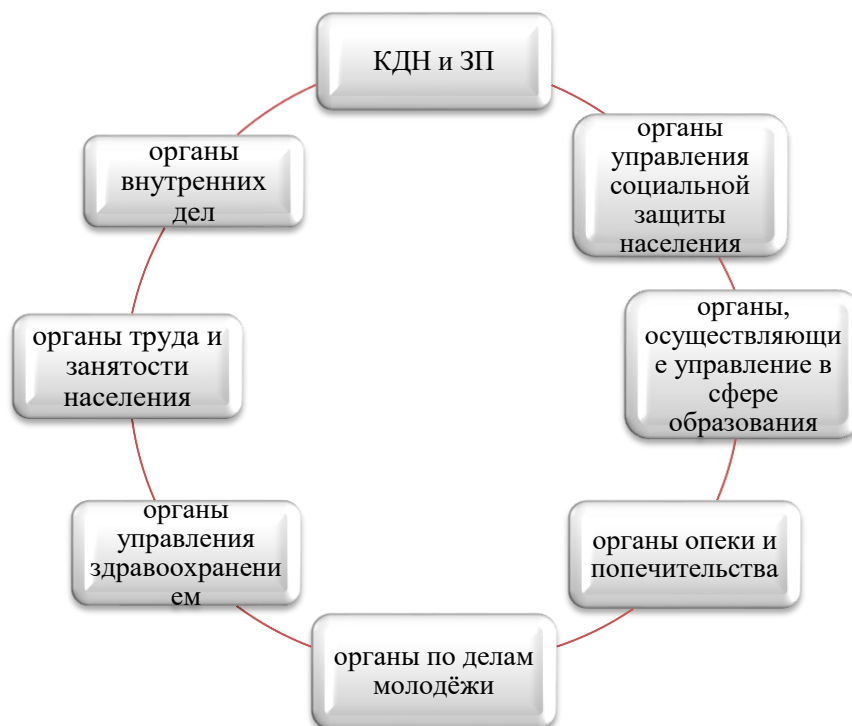 КДН и ЗП
органы
управления
социальной
защиты
населения
органы,
осуществляющи
е управление в
сфере
образования
органы опеки и
попечительства
органы по делам
молодёжи
органы
управления
здравоохранени
ем
органы труда и
занятости
населения
органы
внутренних
дел